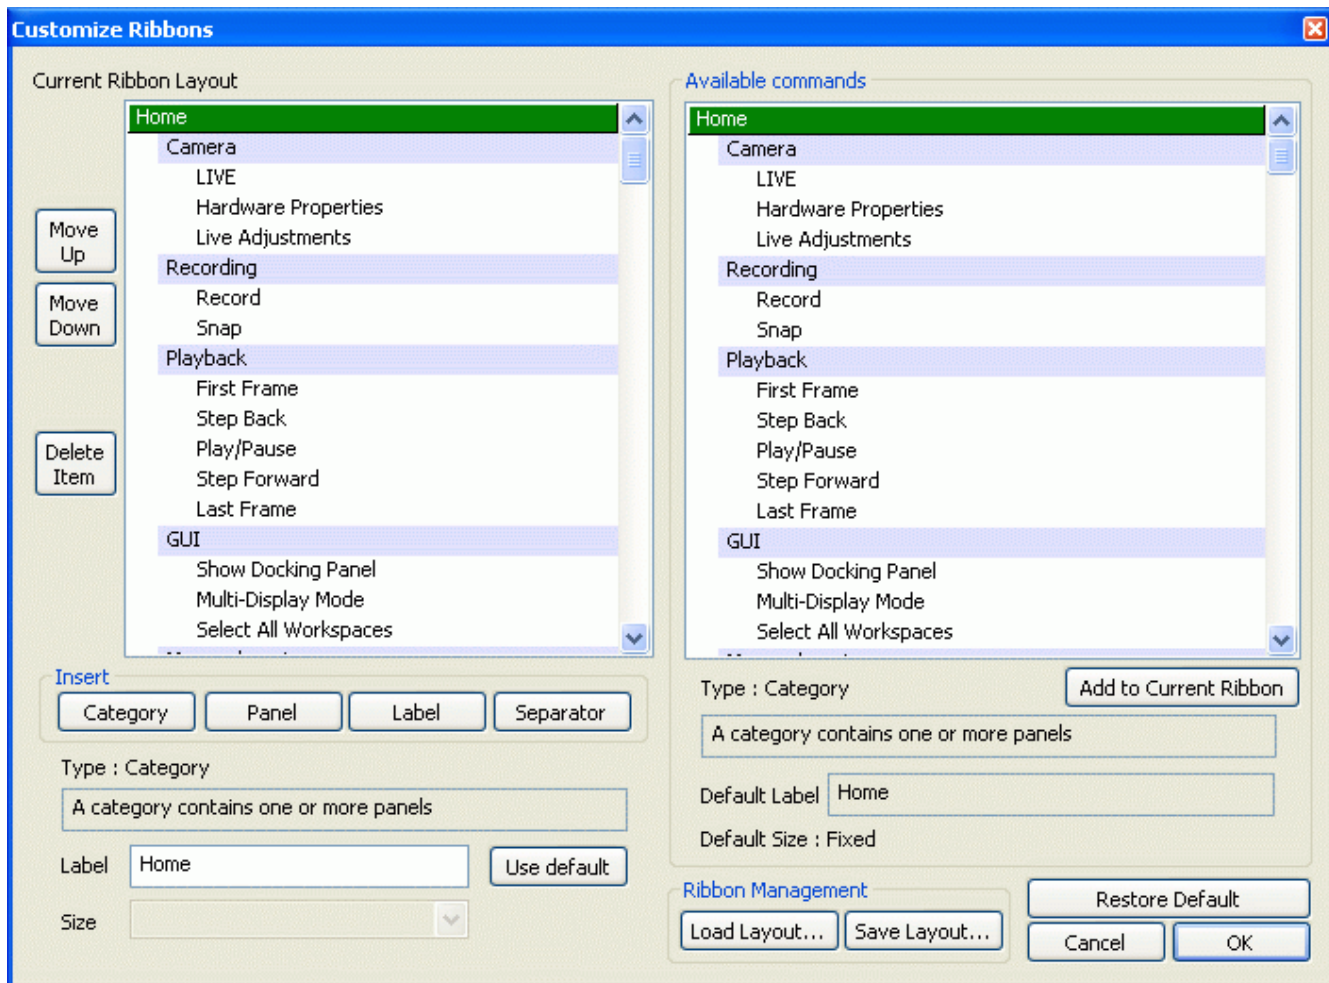 Customize Ribbons
Current Ribbon Layout
Home
Camera
LIVE
Hardware Properties
Live Adjustments
Recording
Record
Snap
Playback
First Frame
Step Back
Play/Pause
Step Forward
Last Frame
GUI
Show Docking Panel
Multi-Display Mode
Select All Workspaces
Move
Up
Move
Down
Delete
Item
Insert
Category Panel Label Separator
Type : Category
A category contains one or more panels
Label Home Use default
Size
Available commands
Home
Camera
LIVE
Hardware Properties
Live Adjustments
Recording
Record
Snap
Playback
First Frame
Step Back
Play/Pause
Step Forward
Last Frame
GUI
Show Docking Panel
Multi-Display Mode
Select All Workspaces
Type : Category Add to Current Ribbon
A category contains one or more panels
Default Label Home
Default Size : Fixed
Ribbon Management
Load Layout... Save Layout...
Restore Default
Cancel OK